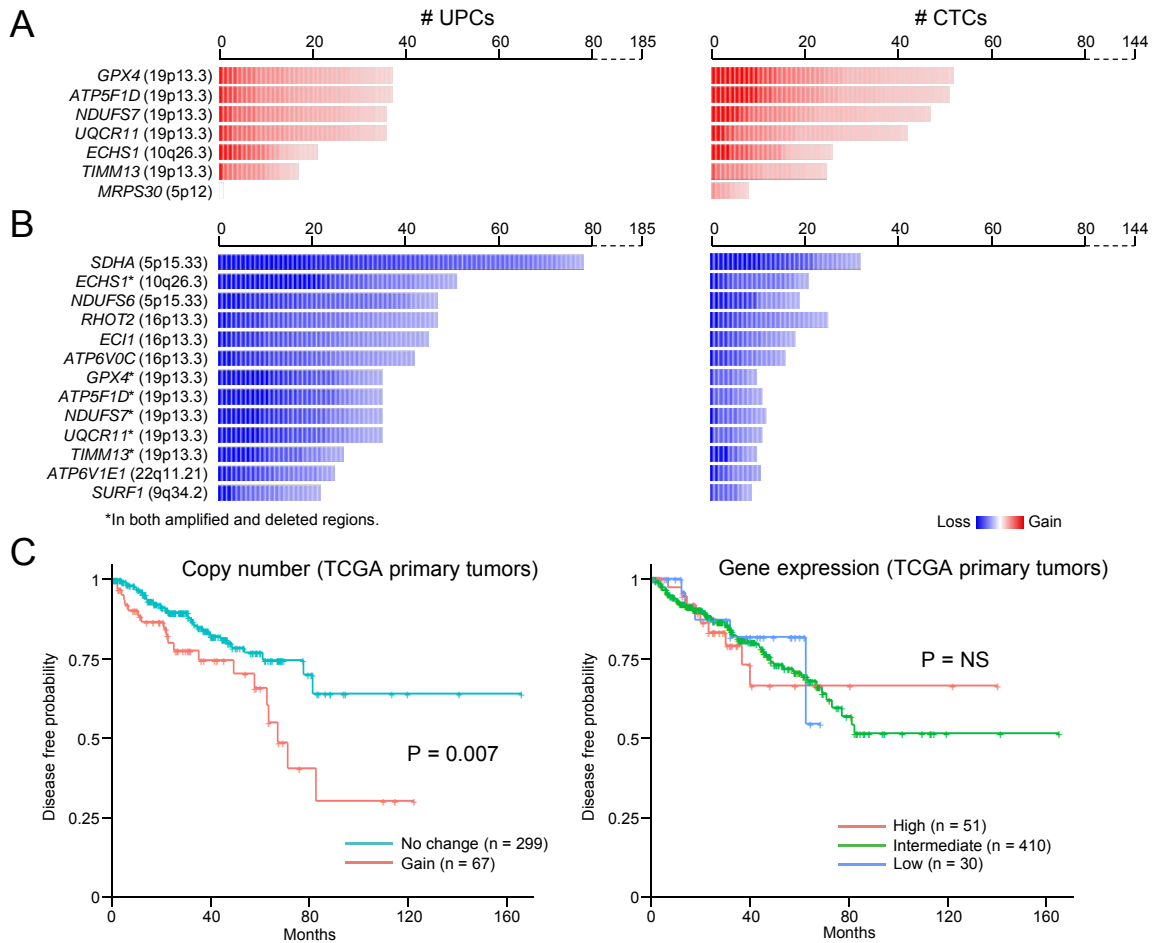 A
# UPCs
# CTCs
0 20 40 60 80 185
0 20 40 60 80 144
GPX4 (19p13.3)
ATP5F1D (19p13.3)
NDUFS7 (19p13.3)
UQCR11 (19p13.3)
ECHS1 (10q26.3)
TIMM13 (19p13.3)
MRPS30 (5p12)
B
0 20 40 60 80 185
0 20 40 60 80 144
SDHA (5p15.33)
ECHS1* (10q26.3)
NDUFS6 (5p15.33)
RHOT2 (16p13.3)
ECI1 (16p13.3)
ATP6V0C (16p13.3)
GPX4* (19p13.3)
ATP5F1D* (19p13.3)
NDUFS7* (19p13.3)
UQCR11* (19p13.3)
TIMM13* (19p13.3)
ATP6V1E1 (22q11.21)
SURF1 (9q34.2)
*In both amplified and deleted regions.
Loss Gain
C
Copy number (TCGA primary tumors)
Disease free probability
1
0.75
0.5
0.25
0
P = 0.007
No change (n = 299)
Gain (n = 67)
0 40 80 120 160
Months
Gene expression (TCGA primary tumors)
Disease free probability
1
0.75
0.5
0.25
0
P = NS
High (n = 51)
Intermediate (n = 410)
Low (n = 30)
0 40 80 120 160
Months